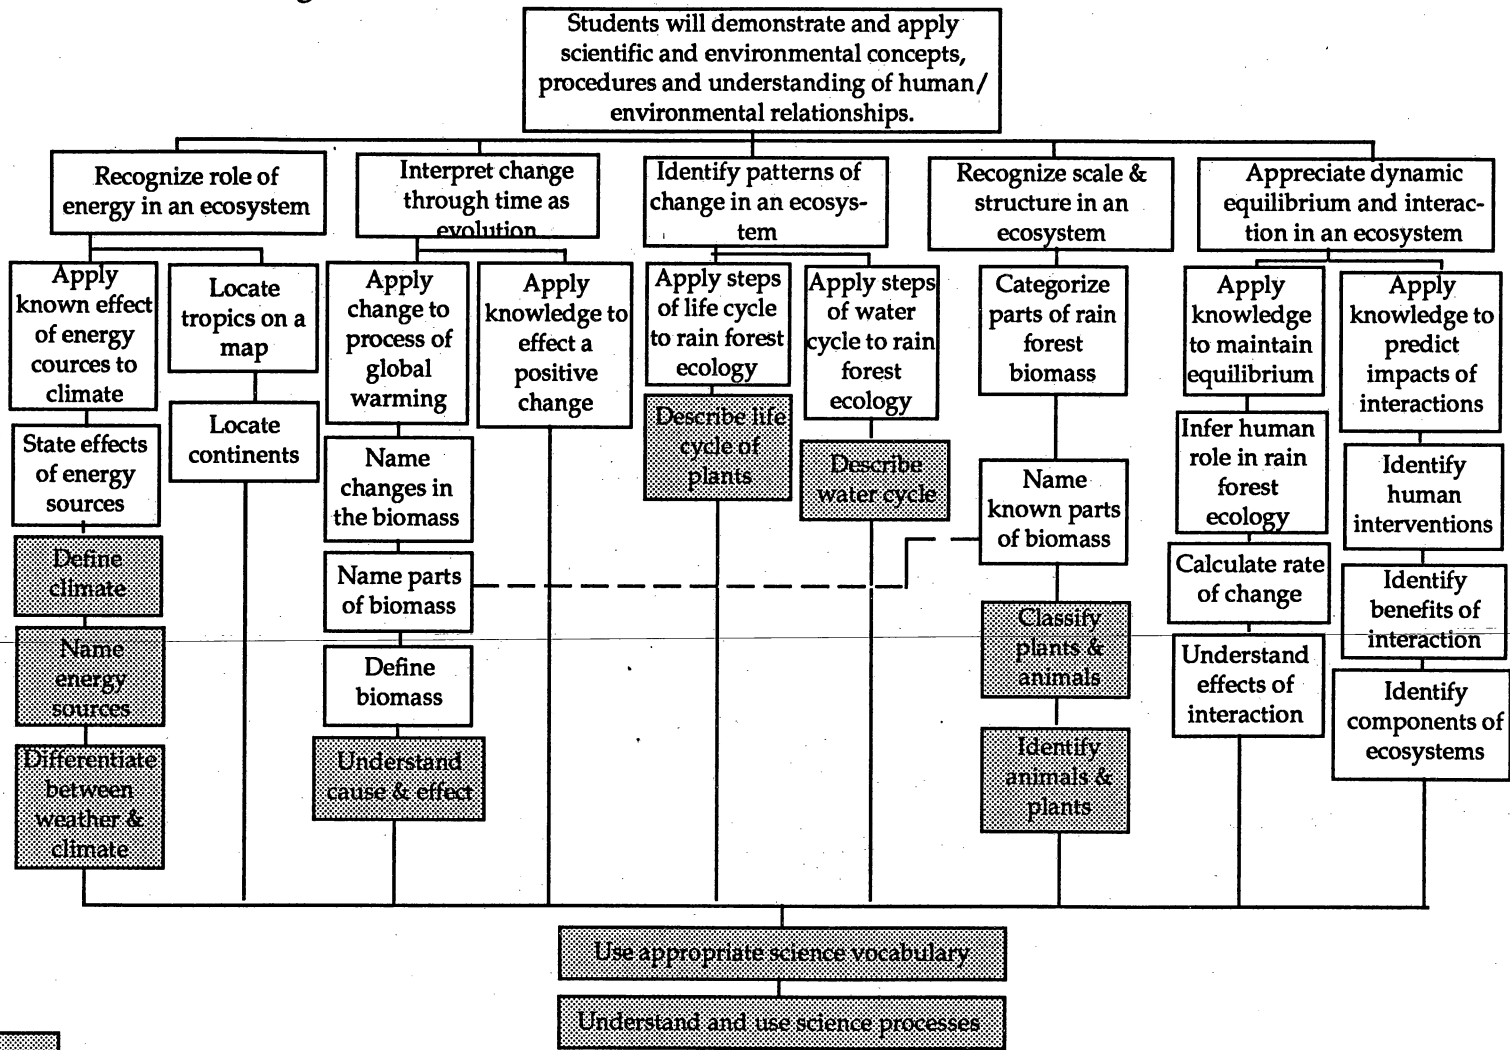 Students will demonstrate and apply
scientific and environmental concepts,
procedures and understanding of human/
environmental relationships.
Recognize role of
energy in an ecosystem
Interpret change
through time as
evolution
Identify patterns of
change in an ecosys-
tem
Recognize scale &
structure in an
ecosystem
Appreciate dynamic
equilibrium and interac-
tion in an ecosystem
Apply
known effect
of energy
cources to
climate
State effects
of energy
sources
Define
climate
Name
energy
sources
Differentiate
between
weather &
climate
Locate
tropics on a
map
Locate
continents
Apply
change to
process of
global
warming
Name
changes in
the biomass
Name parts
of biomass
Define
biomass
Understand
cause & effect
Apply
knowledge to
effect a
positive
change
Apply steps
of life cycle
to rain forest
ecology
Describe life
cycle of
plants
Apply steps
of water
cycle to rain
forest
ecology
Describe
water cycle
Categorize
parts of rain
forest
biomass
Name
known parts
of biomass
Classify
plants &
animals
Identify
animals &
plants
Apply
knowledge
to maintain
equilibrium
Infer human
role in rain
forest
ecology
Calculate rate
of change
Understand
effects of
interaction
Apply
knowledge to
predict
impacts of
interactions
Identify
human
interventions
Identify
benefits of
interaction
Identify
components of
ecosystems
Use appropriate science vocabulary
Understand and use science processes